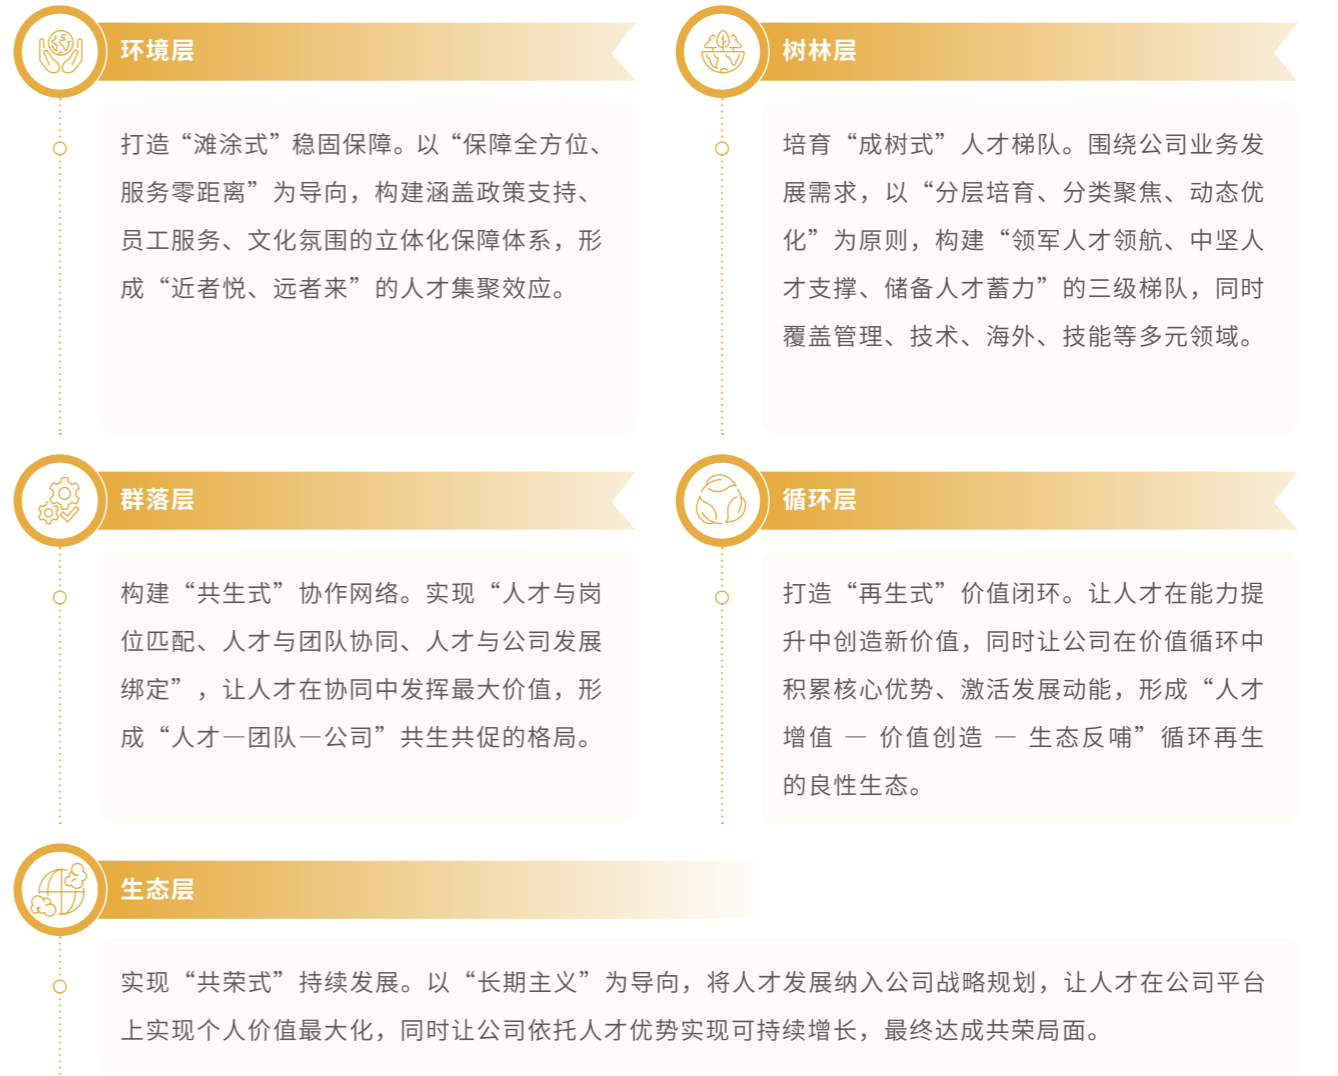 环境层
打造“滩涂式”稳固保障。以“保障全方位、
服务零距离”为导向，构建涵盖政策支持、
员工服务、文化氛围的立体化保障体系，形
成“近者悦、远者来”的人才集聚效应。
树林层
培育“成树式”人才梯队。围绕公司业务发
展需求，以“分层培育、分类聚焦、动态优
化”为原则，构建“领军人才领航、中坚人
才支撑、储备人才蓄力”的三级梯队，同时
覆盖管理、技术、海外、技能等多元领域。
群落层
构建“共生式”协作网络。实现“人才与岗
位匹配、人才与团队协同、人才与公司发展
绑定”，让人才在协同中发挥最大价值，形
成“人才—团队—公司”共生共促的格局。
循环层
打造“再生式”价值闭环。让人才在能力提
升中创造新价值，同时让公司在价值循环中
积累核心优势、激活发展动能，形成“人才
增值 — 价值创造 — 生态反哺”循环再生
的良性生态。
生态层
实现“共荣式”持续发展。以“长期主义”为导向，将人才发展纳入公司战略规划，让人才在公司平台
上实现个人价值最大化，同时让公司依托人才优势实现可持续增长，最终达成共荣局面。